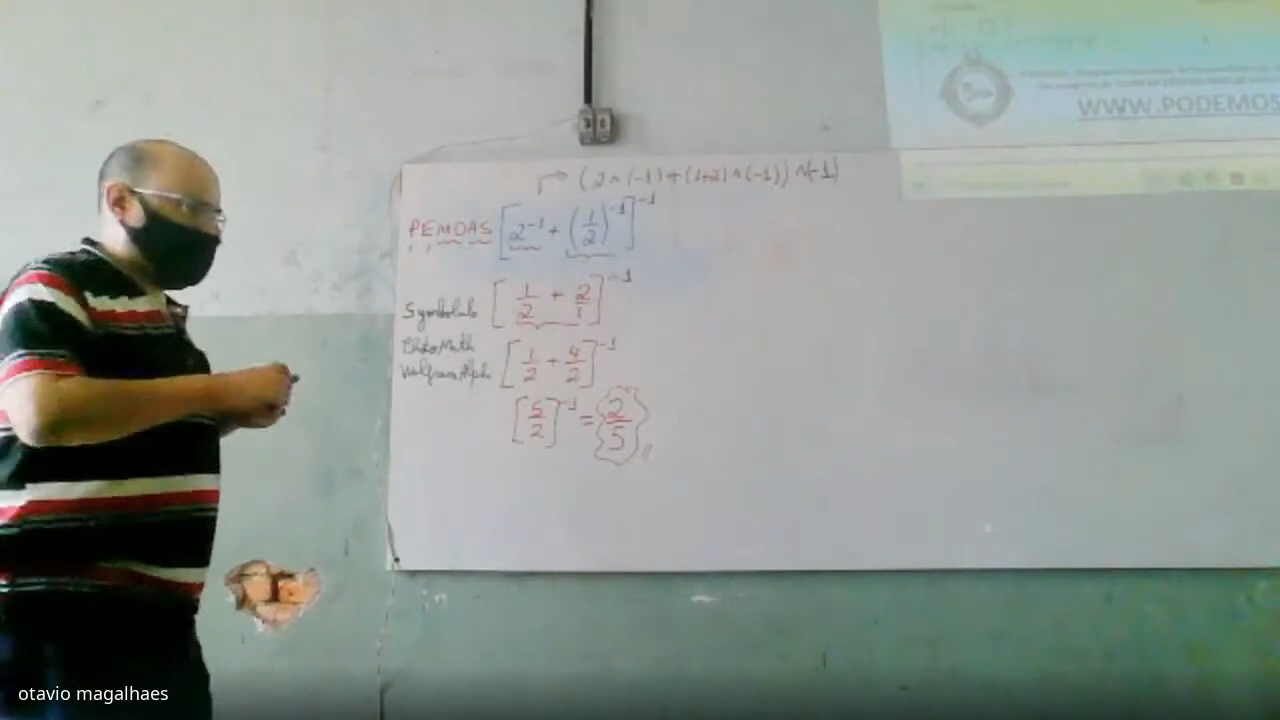 WWW.PODEMOS
(2^(-1)+(1÷2)^(-1))^(-1)
PEMDAS [2⁻¹ + (1/2)⁻¹]⁻¹
Symbolab [1/2 + 2/1]⁻¹
[1/2 + 4/2]⁻¹
WolframAlpha
[5/2]⁻¹ = 2/5
otavio magalhaes